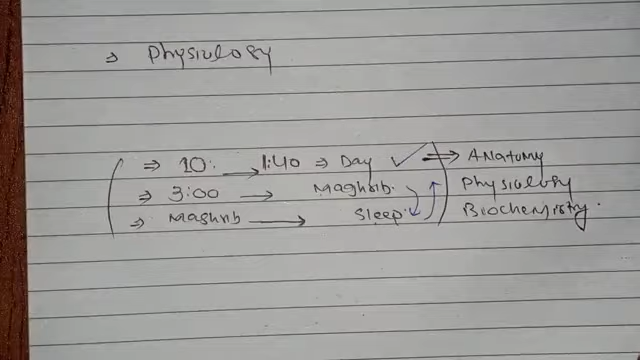 ⇒ Physiology
⇒ 10: → 1:40 ⇒ Day ✓ ⇒ Anatomy
⇒ 3:00 → Maghrib. Physiology
⇒ Maghrib → Sleep. Biochemistry.